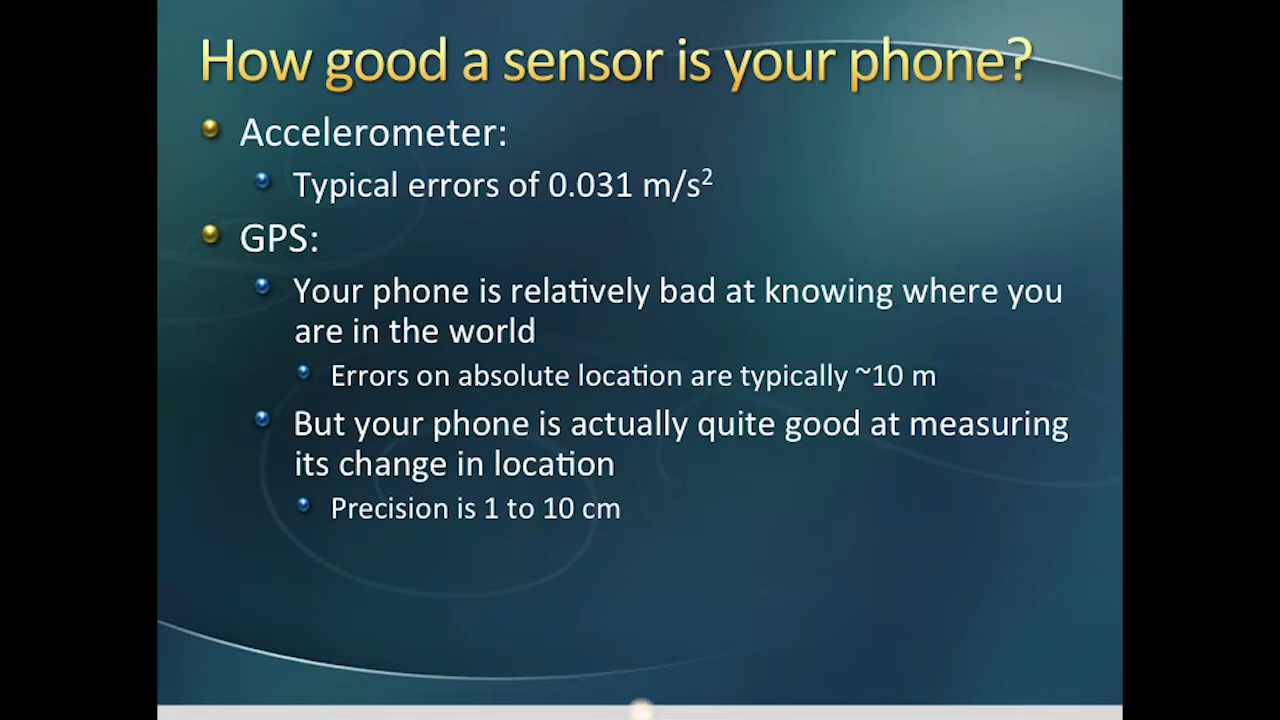 How good a sensor is your phone?
Accelerometer:
Typical errors of 0.031 m/s²
GPS:
Your phone is relatively bad at knowing where you
are in the world
Errors on absolute location are typically ~10 m
But your phone is actually quite good at measuring
its change in location
Precision is 1 to 10 cm